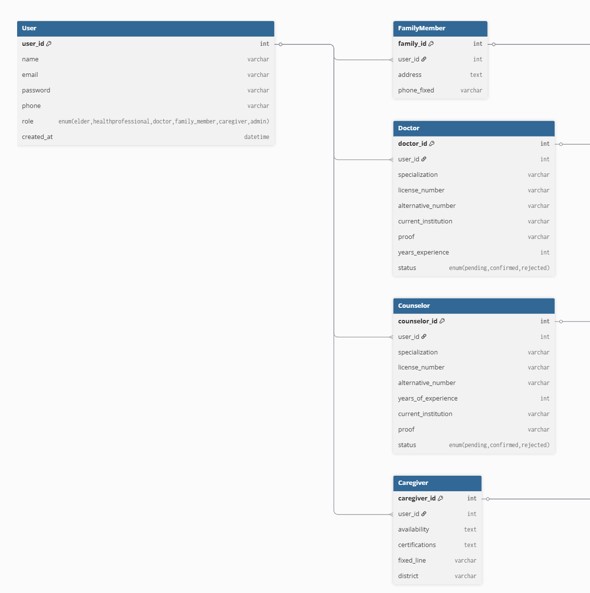 User
user_id int
name varchar
email varchar
password varchar
phone varchar
role enum(elder,healthprofessional,doctor,family_member,caregiver,admin)
created_at datetime
FamilyMember
family_id int
user_id int
address text
phone_fixed varchar
Doctor
doctor_id int
user_id int
specialization varchar
license_number varchar
alternative_number varchar
current_institution varchar
proof varchar
years_experience int
status enum(pending,confirmed,rejected)
Counselor
counselor_id int
user_id int
specialization varchar
license_number varchar
alternative_number varchar
years_of_experience int
current_institution varchar
proof varchar
status enum(pending,confirmed,rejected)
Caregiver
caregiver_id int
user_id int
availability text
certifications text
fixed_line varchar
district varchar